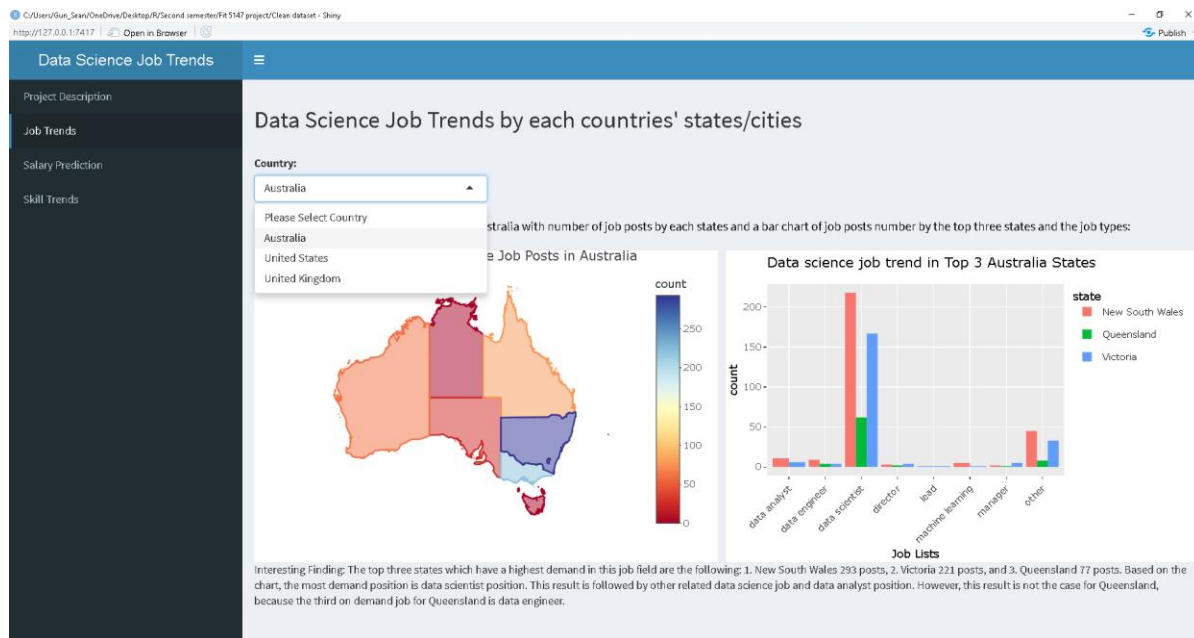 C:/Users/Gun_Sean/OneDrive/Desktop/R/Second semester/Fit 5147 project/Clean dataset - Shiny
http://127.0.0.1:7417 Open in Browser Publish
Data Science Job Trends
Project Description
Job Trends
Salary Prediction
Skill Trends
Data Science Job Trends by each countries' states/cities
Country:
Australia
Please Select Country
Australia
United States
United Kingdom
stralia with number of job posts by each states and a bar chart of job posts number by the top three states and the job types:
e Job Posts in Australia
count
250
200
150
100
50
0
Data science job trend in Top 3 Australia States
count
200
150
100
50
0
data analyst
data engineer
data scientist
director
lead
machine learning
manager
other
Job Lists
state
New South Wales
Queensland
Victoria
Interesting Finding: The top three states which have a highest demand in this job field are the following: 1. New South Wales 293 posts, 2. Victoria 221 posts, and 3. Queensland 77 posts. Based on the
chart, the most demand position is data scientist position. This result is followed by other related data science job and data analyst position. However, this result is not the case for Queensland,
because the third on demand job for Queensland is data engineer.